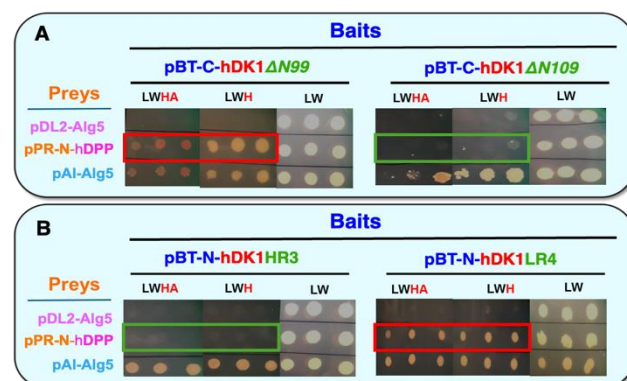 A
Baits
pBT-C-hDK1ΔN99 pBT-C-hDK1ΔN109
Preys
LWHA LWH LW LWHA LWH LW
pDL2-Alg5
pPR-N-hDPP
pAI-Alg5
B
Baits
pBT-N-hDK1HR3 pBT-N-hDK1LR4
Preys
LWHA LWH LW LWHA LWH LW
pDL2-Alg5
pPR-N-hDPP
pAI-Alg5